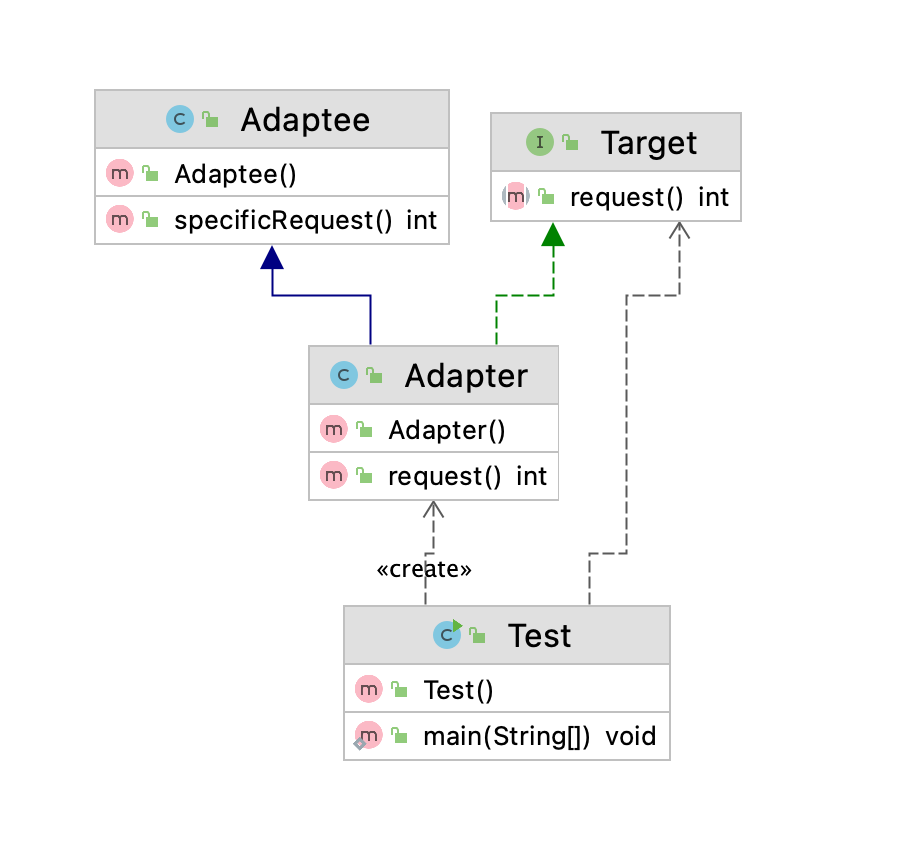 C Adaptee
m Adaptee()
m specificRequest() int
I Target
m request() int
C Adapter
m Adapter()
m request() int
«create»
C Test
m Test()
m main(String[]) void